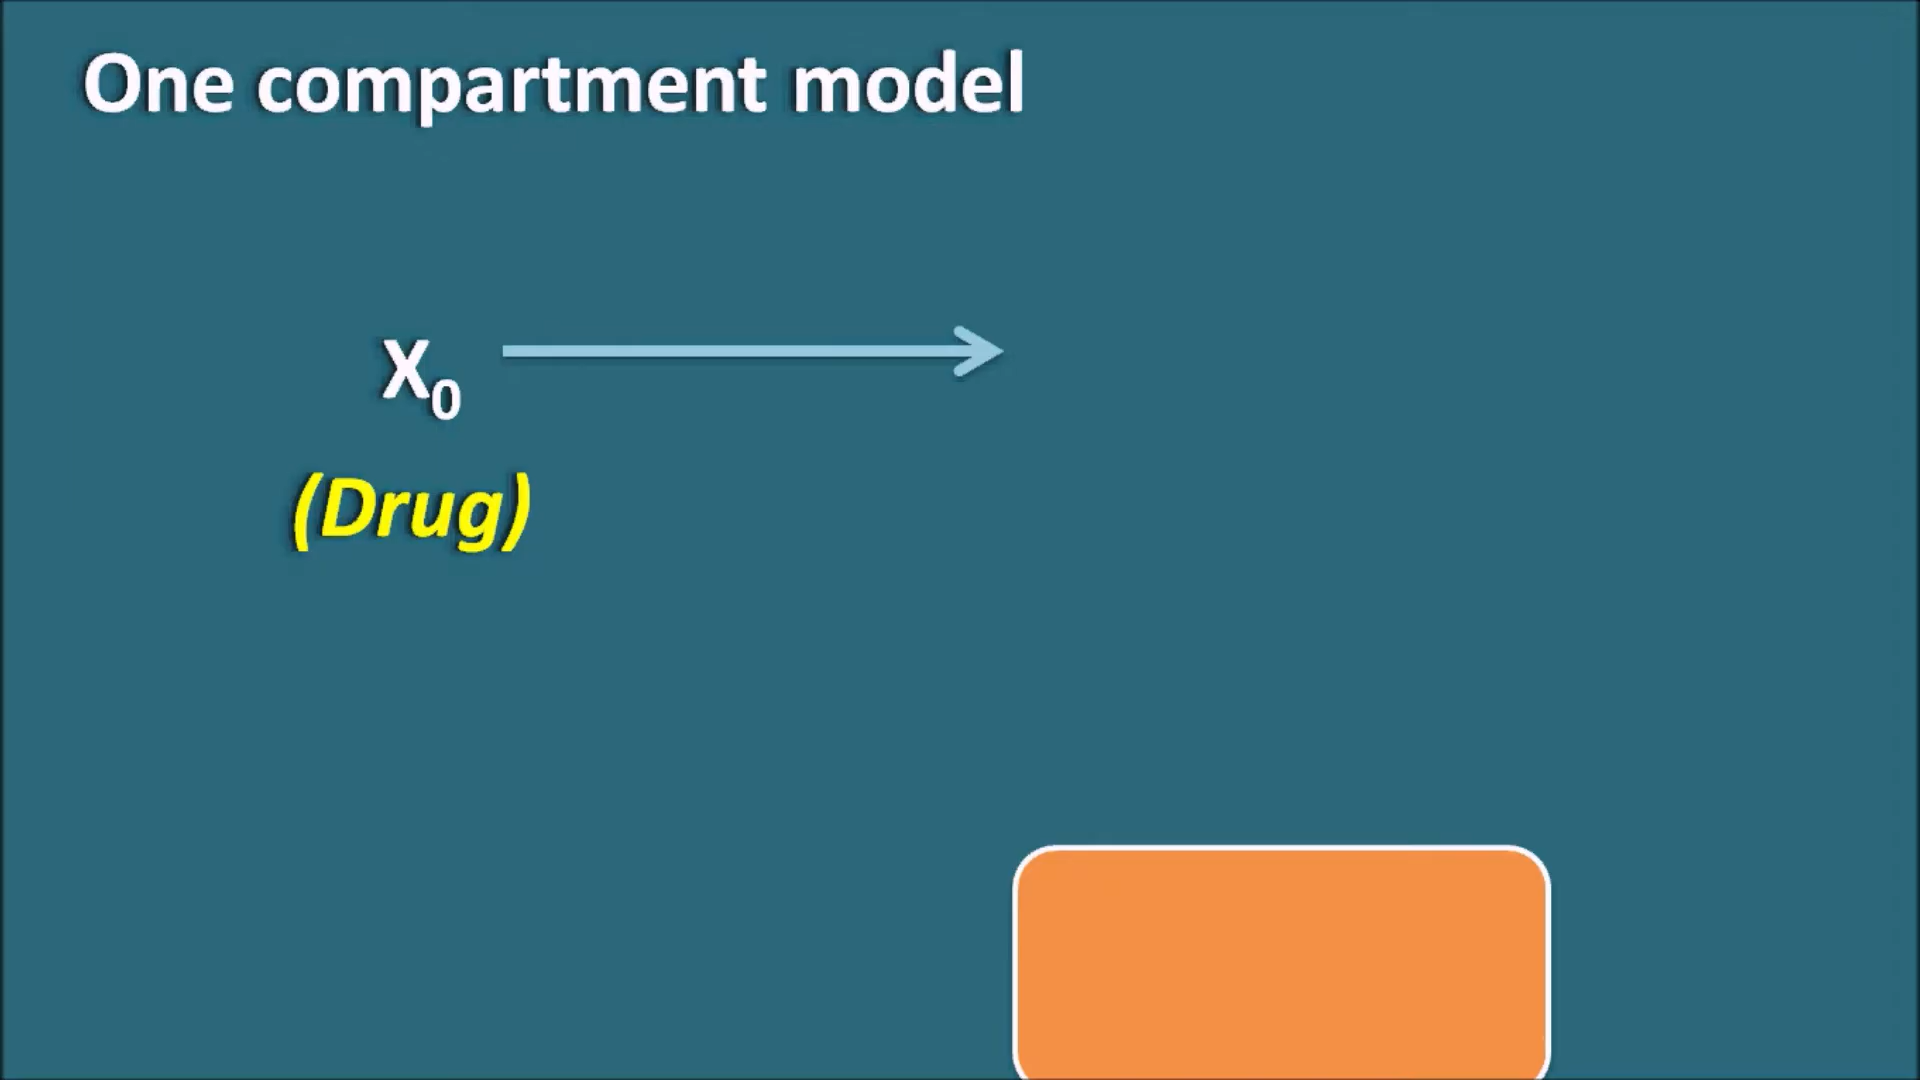 One compartment model
X₀
(Drug)